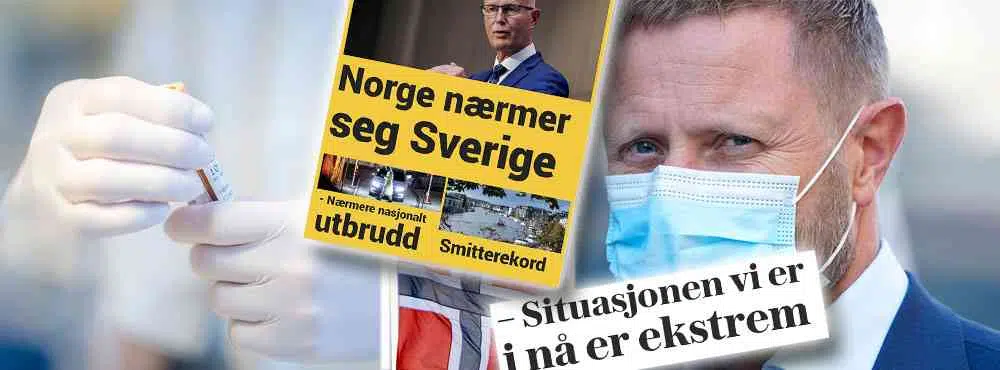 Norge nærmer
seg Sverige
- Nærmere nasjonalt
utbrudd
Smitterekord
– Situasjonen vi er
i nå er ekstrem